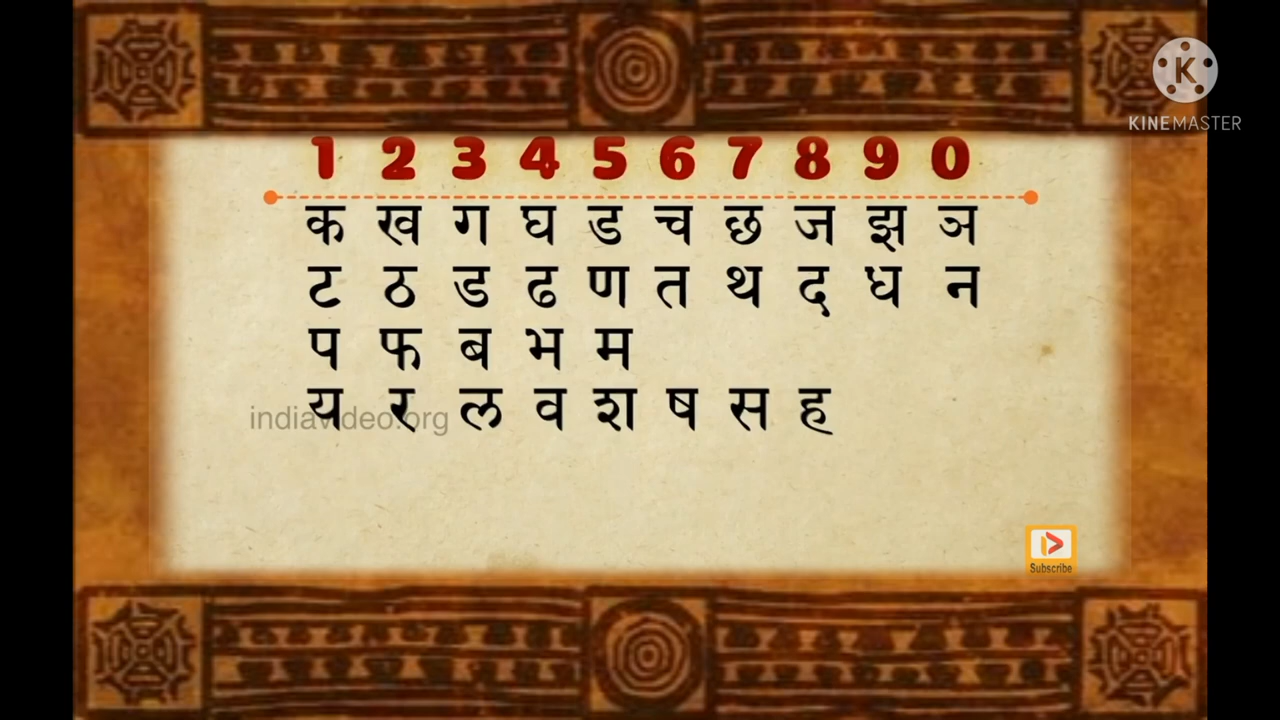 KINEMASTER
1 2 3 4 5 6 7 8 9 0
क ख ग घ ड च छ ज झ ञ
ट ठ ड ढ ण त थ द ध न
प फ ब भ म
य र ल व श ष स ह
indiavideo.org
Subscribe